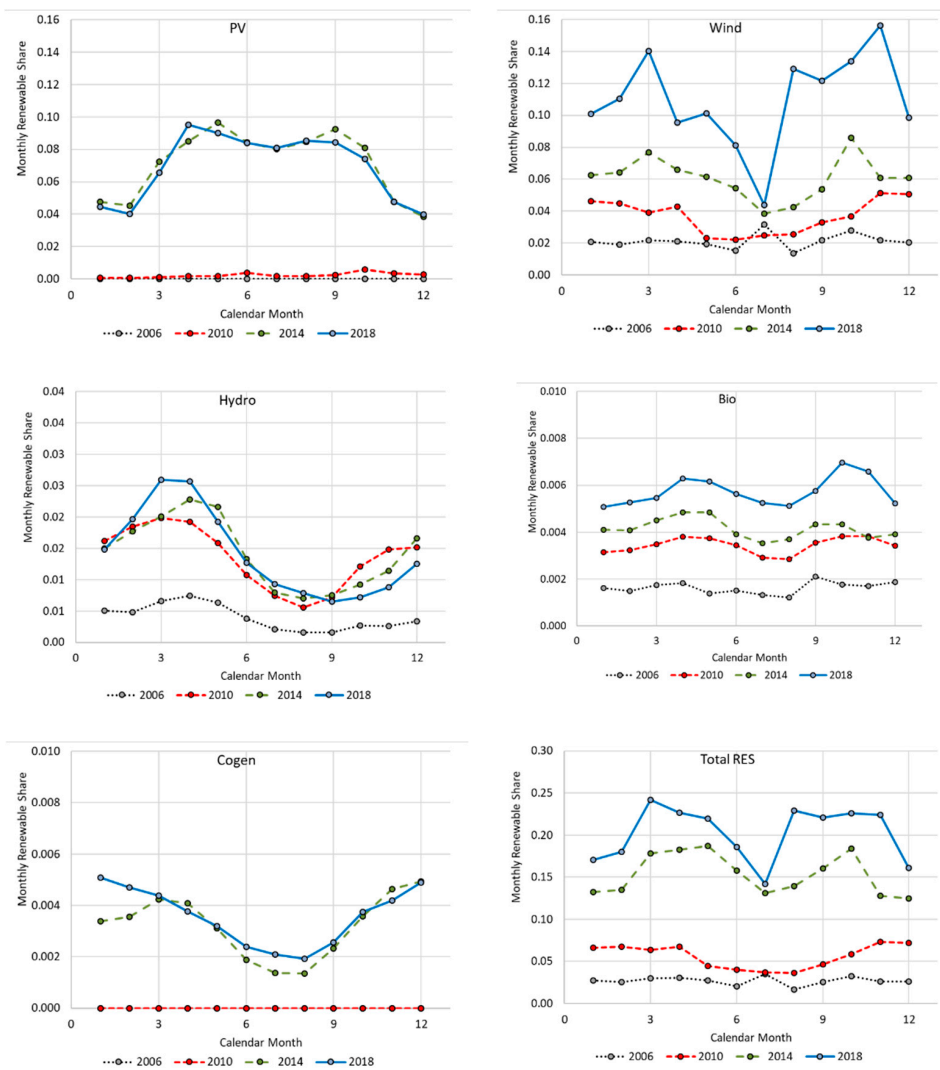 PV
Monthly Renewable Share
0.16
0.14
0.12
0.10
0.08
0.06
0.04
0.02
0.00
0 3 6 9 12
Calendar Month
2006 2010 2014 2018
Wind
Monthly Renewable Share
0.16
0.14
0.12
0.10
0.08
0.06
0.04
0.02
0.00
0 3 6 9 12
Calendar Month
2006 2010 2014 2018
Hydro
Monthly Renewable Share
0.04
0.04
0.03
0.03
0.02
0.02
0.01
0.01
0.00
0 3 6 9 12
Calendar Month
2006 2010 2014 2018
Bio
Monthly Renewable Share
0.010
0.008
0.006
0.004
0.002
0.000
0 3 6 9 12
Calendar Month
2006 2010 2014 2018
Cogen
Monthly Renewable Share
0.010
0.008
0.006
0.004
0.002
0.000
0 3 6 9 12
Calendar Month
2006 2010 2014 2018
Total RES
Monthly Renewable Share
0.30
0.25
0.20
0.15
0.10
0.05
0.00
0 3 6 9 12
Calendar Month
2006 2010 2014 2018